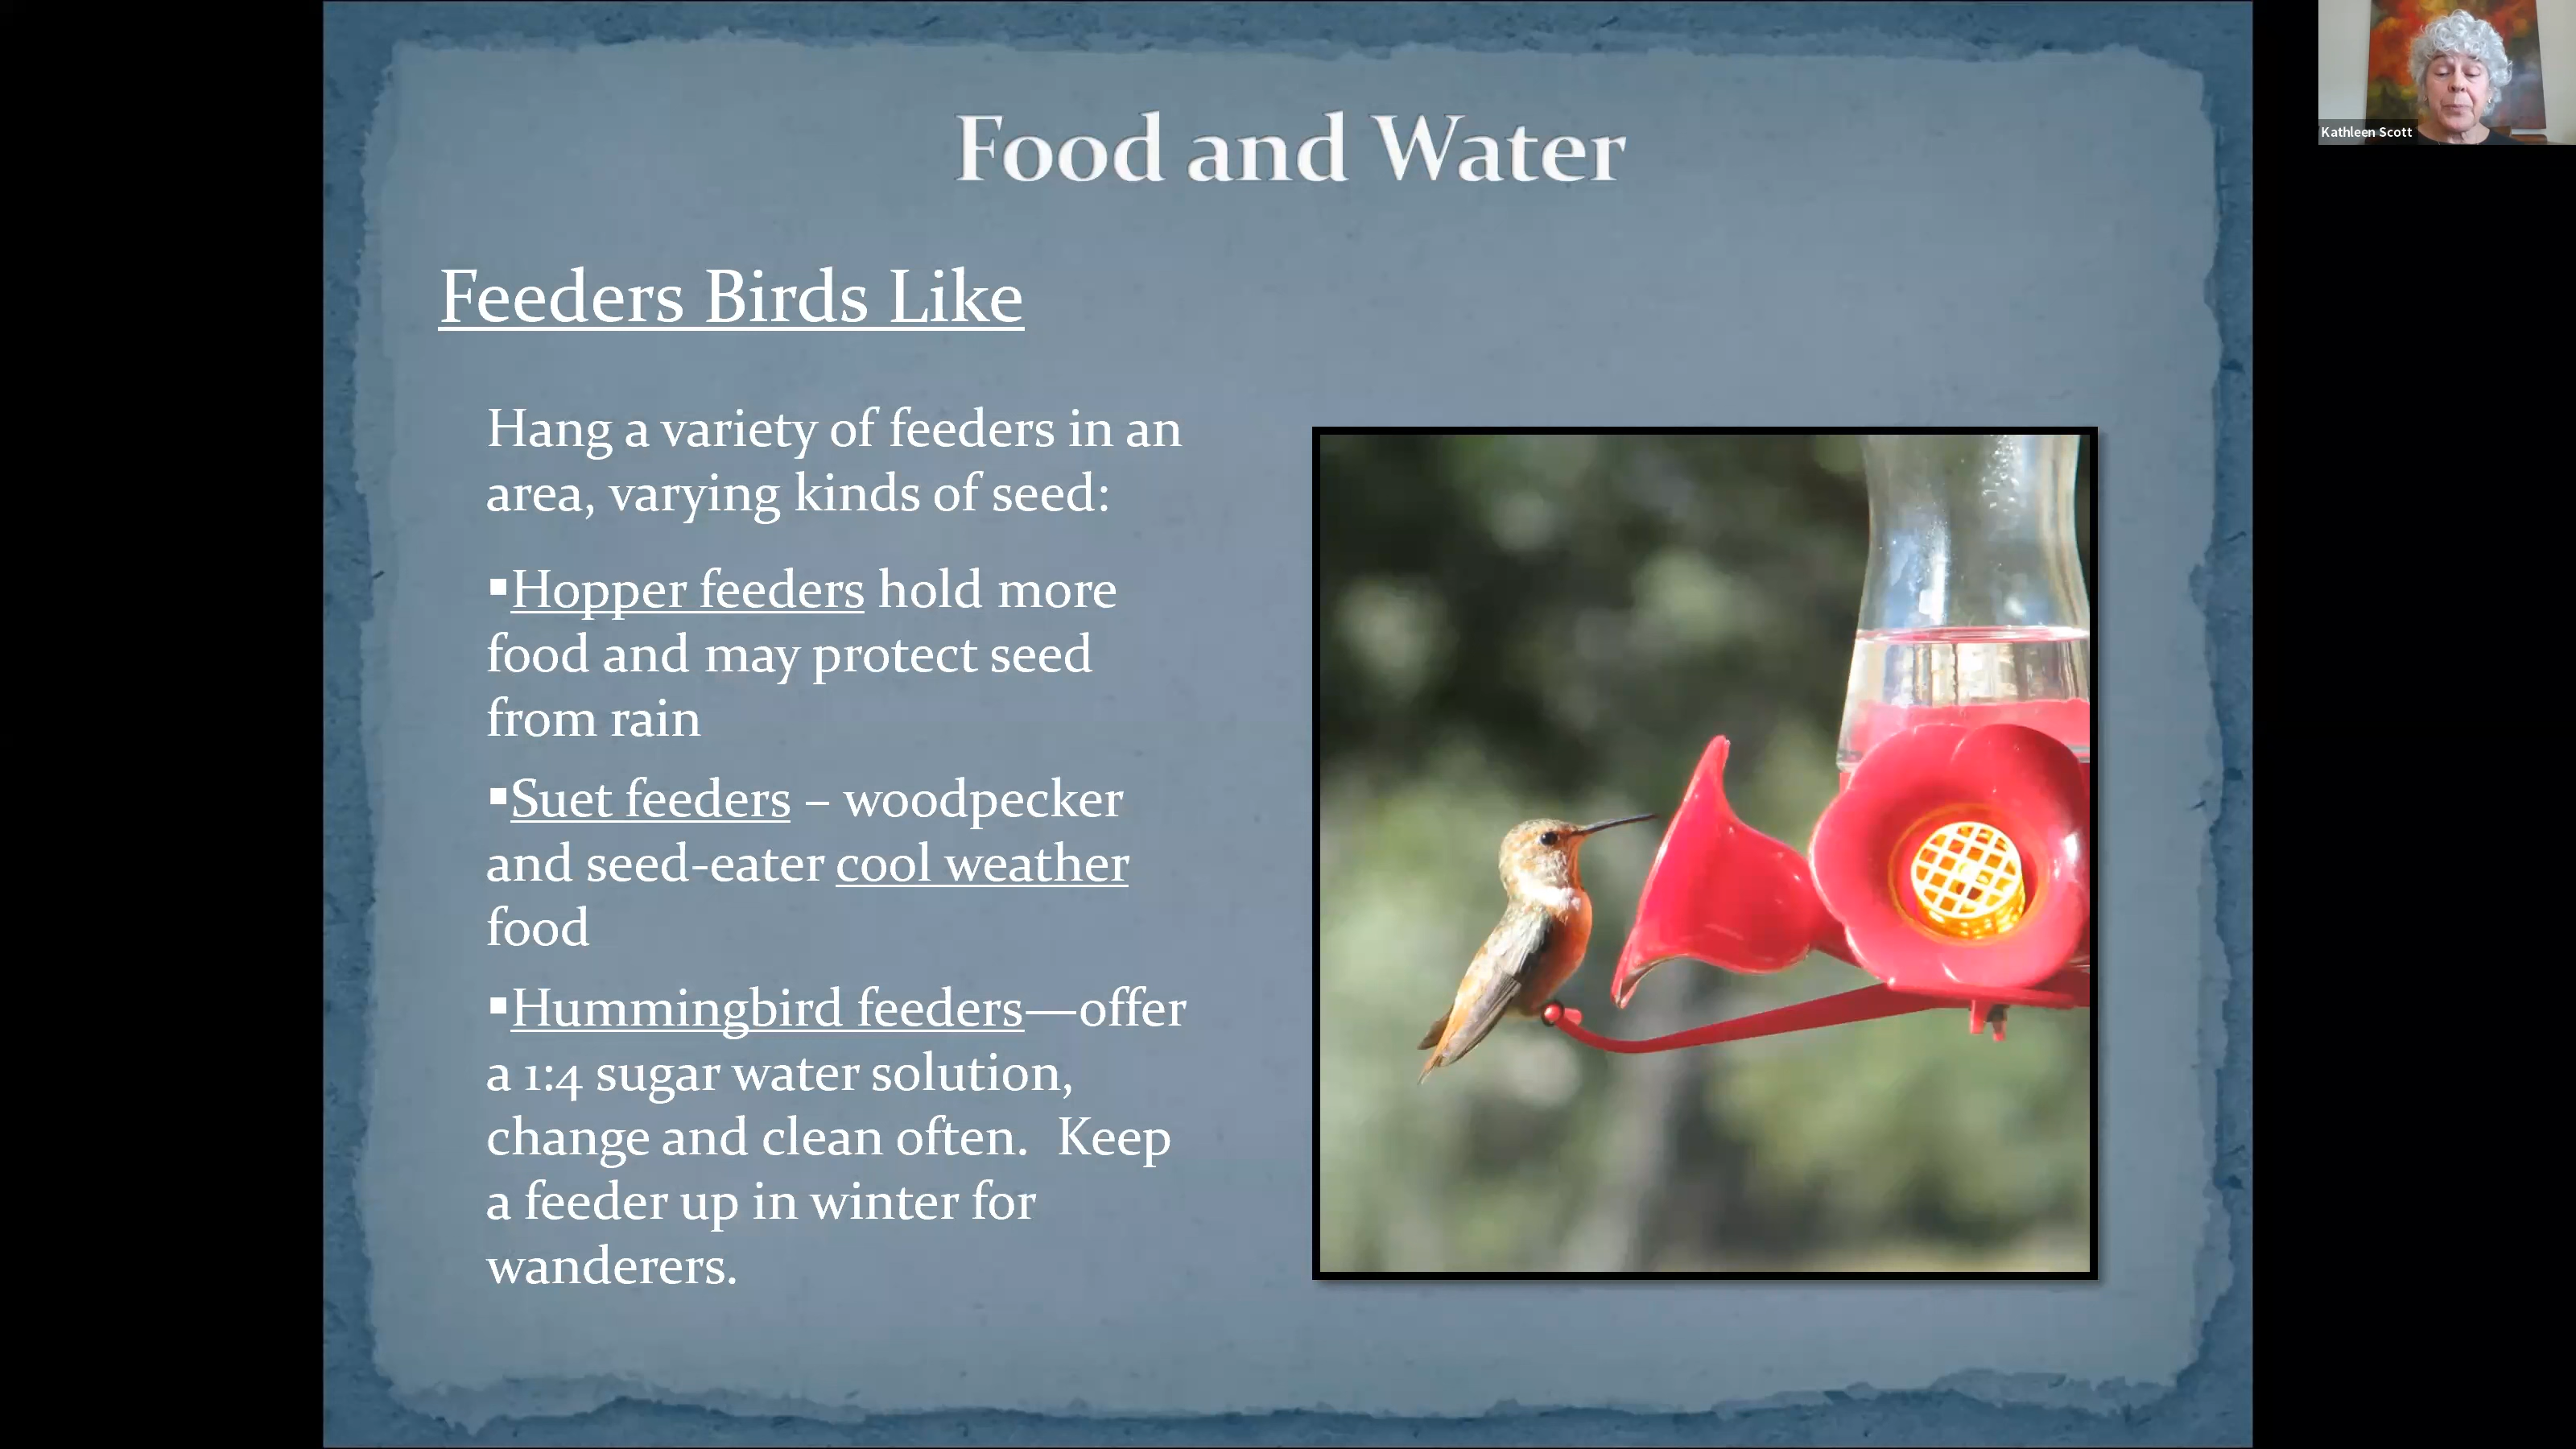 Food and Water
Kathleen Scott
Feeders Birds Like
Hang a variety of feeders in an
area, varying kinds of seed:
▪Hopper feeders hold more
food and may protect seed
from rain
▪Suet feeders – woodpecker
and seed-eater cool weather
food
▪Hummingbird feeders—offer
a 1:4 sugar water solution,
change and clean often.  Keep
a feeder up in winter for
wanderers.